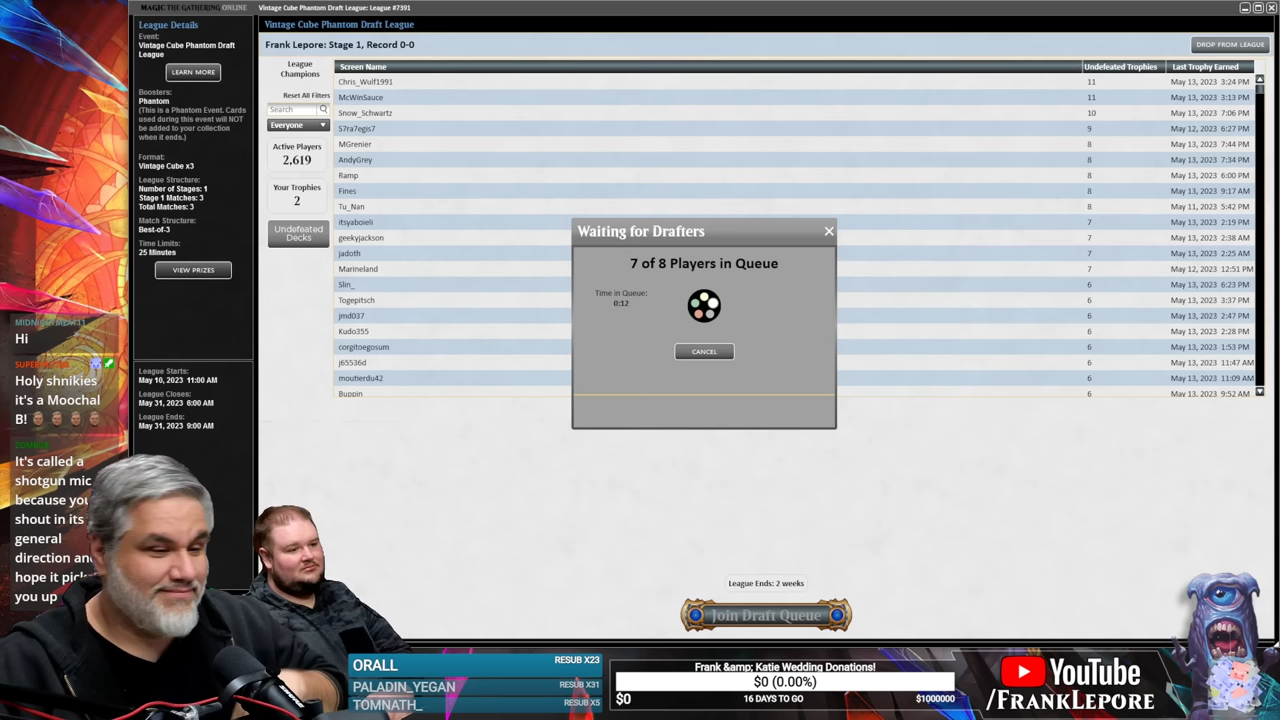 MAGIC: THE GATHERING ONLINE
Vintage Cube Phantom Draft League: League #7391
League Details
Event:
Vintage Cube Phantom Draft
League
LEARN MORE
Boosters:
Phantom
(This is a Phantom Event. Cards
used during this event will NOT
be added to your collection
when it ends.)
Format:
Vintage Cube x3
League Structure:
Number of Stages: 1
Stage 1 Matches: 3
Total Matches: 3
Match Structure:
Best-of-3
Time Limits:
25 Minutes
VIEW PRIZES
League Starts:
May 10, 2023 11:00 AM
League Closes:
May 31, 2023 6:00 AM
League Ends:
May 31, 2023 9:00 AM
Vintage Cube Phantom Draft League
Frank Lepore: Stage 1, Record 0-0
DROP FROM LEAGUE
League
Champions
Reset All Filters
Search
Everyone
Active Players
2,619
Your Trophies
2
Undefeated
Decks
Screen Name Undefeated Trophies Last Trophy Earned
Chris_Wulf1991 11 May 13, 2023 3:24 PM
McWinSauce 11 May 13, 2023 3:13 PM
Snow_Schwartz 10 May 13, 2023 7:06 PM
S7ra7egis7 9 May 12, 2023 6:27 PM
MGrenier 8 May 13, 2023 7:44 PM
AndyGrey 8 May 13, 2023 7:34 PM
Ramp 8 May 13, 2023 6:00 PM
Fines 8 May 13, 2023 9:17 AM
Tu_Nan 8 May 11, 2023 5:42 PM
itsyaboieli 7 May 13, 2023 2:19 PM
geekyjackson 7 May 13, 2023 2:38 AM
jadoth 7 May 13, 2023 2:25 AM
Marineland 7 May 12, 2023 12:51 PM
Slin_ 6 May 13, 2023 6:23 PM
Togepitsch 6 May 13, 2023 3:37 PM
jmd037 6 May 13, 2023 2:47 PM
Kudo355 6 May 13, 2023 2:28 PM
corgitoegosum 6 May 13, 2023 1:53 PM
j65536d 6 May 13, 2023 11:47 AM
moutierdu42 6 May 13, 2023 11:09 AM
Buppin 6 May 13, 2023 9:52 AM
Waiting for Drafters
7 of 8 Players in Queue
Time in Queue:
0:12
CANCEL
League Ends: 2 weeks
Join Draft Queue
Hi
Holy shnikies
it's a Moochal
B!
It's called a
shotgun mic
because you
shout in its
general
direction and
hope it pick
you up
ORALL RESUB X23
PALADIN_YEGAN RESUB X31
TOMNATH_ RESUB X5
Frank &amp; Katie Wedding Donations!
$0 (0.00%)
$0 16 DAYS TO GO $1000000
YouTube
/FRANKLEPORE